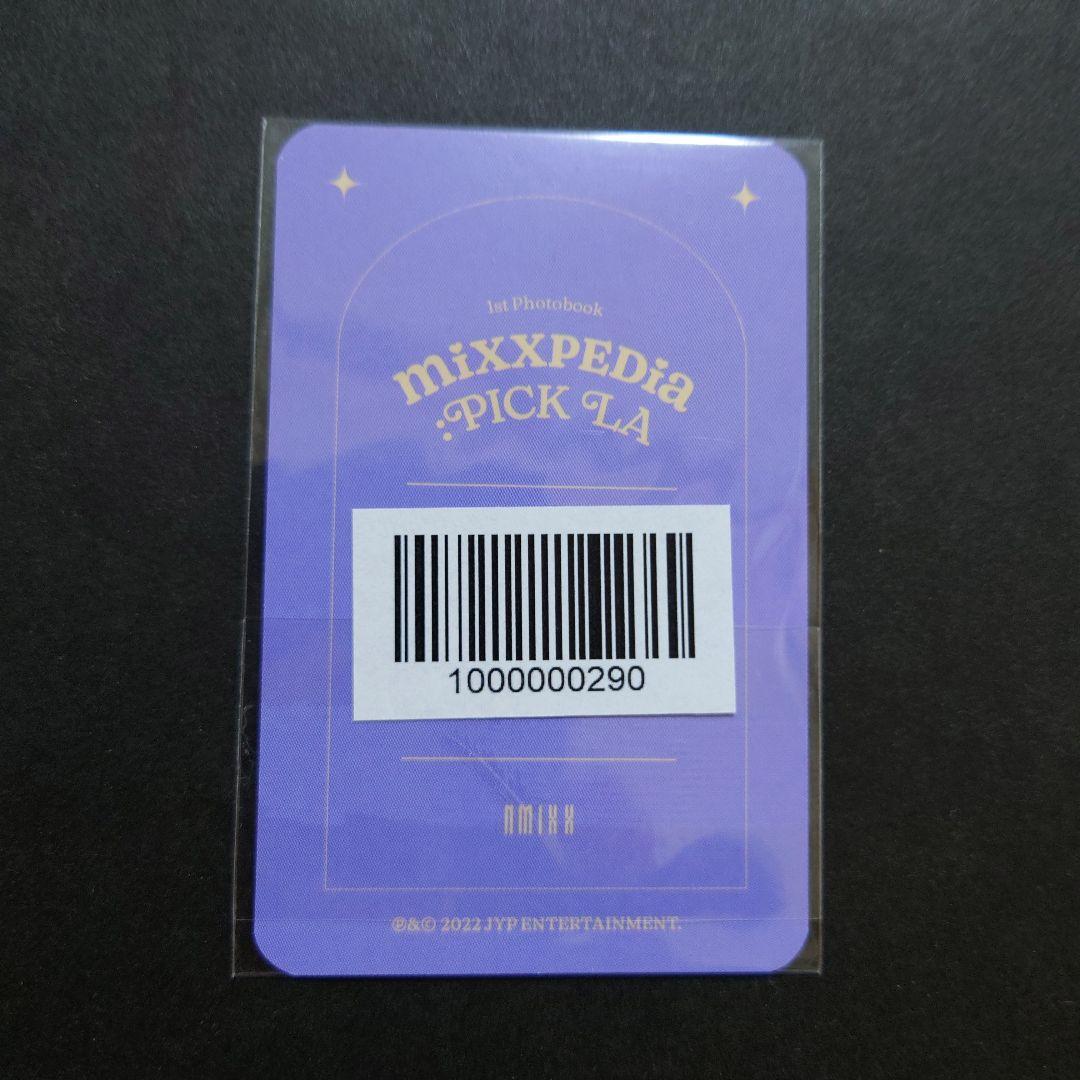 1st Photobook
miXXPEDia
:PICK LA
1000000290
NMIXX
℗&© 2022 JYP ENTERTAINMENT.